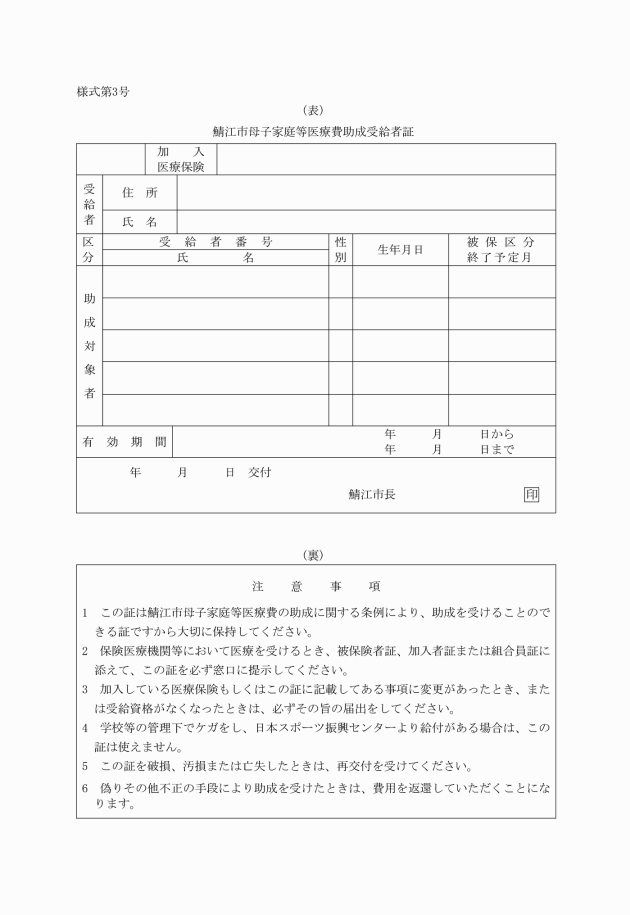 様式第3号
（表）
鯖江市母子家庭等医療費助成受給者証
加　　入
医療保険
受給者
住　所
氏　名
区分
受　給　者　番　号
氏　　　　名
性別
生年月日
被保区分
終了予定月
助成対象者
有　効　期　間
年　　　月　　　日から
年　　　月　　　日まで
年　　　月　　　日　交付
鯖江市長　　　　　　　　　　　印
（裏）
注　　意　　事　　項
1　この証は鯖江市母子家庭等医療費の助成に関する条例により、助成を受けることので
きる証ですから大切に保持してください。
2　保険医療機関等において医療を受けるとき、被保険者証、加入者証または組合員証に
添えて、この証を必ず窓口に提示してください。
3　加入している医療保険もしくはこの証に記載してある事項に変更があったとき、また
は受給資格がなくなったときは、必ずその旨の届出をしてください。
4　学校等の管理下でケガをし、日本スポーツ振興センターより給付がある場合は、この
証は使えません。
5　この証を破損、汚損または亡失したときは、再交付を受けてください。
6　偽りその他不正の手段により助成を受けたときは、費用を返還していただくことにな
ります。